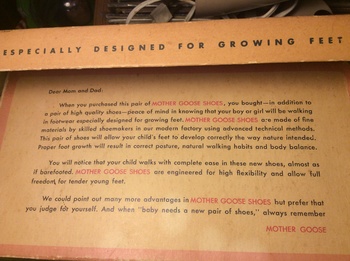 ESPECIALLY DESIGNED FOR GROWING FEET
Dear Mom and Dad:
When you purchased this pair of MOTHER GOOSE SHOES, you bought—in addition to
a pair of high quality shoes—peace of mind in knowing that your boy or girl will be walking
in footwear especially designed for growing feet. MOTHER GOOSE SHOES are made of fine
materials by skilled shoemakers in our modern factory using advanced technical methods.
This pair of shoes will allow your child's feet to develop correctly the way nature intended.
Proper foot growth will result in correct posture, natural walking habits and body balance.
You will notice that your child walks with complete ease in these new shoes, almost as
if barefooted. MOTHER GOOSE SHOES are engineered for high flexibility and allow full
freedom for tender young feet.
We could point out many more advantages in MOTHER GOOSE SHOES but prefer that
you judge for yourself. And when "baby needs a new pair of shoes," always remember
MOTHER GOOSE